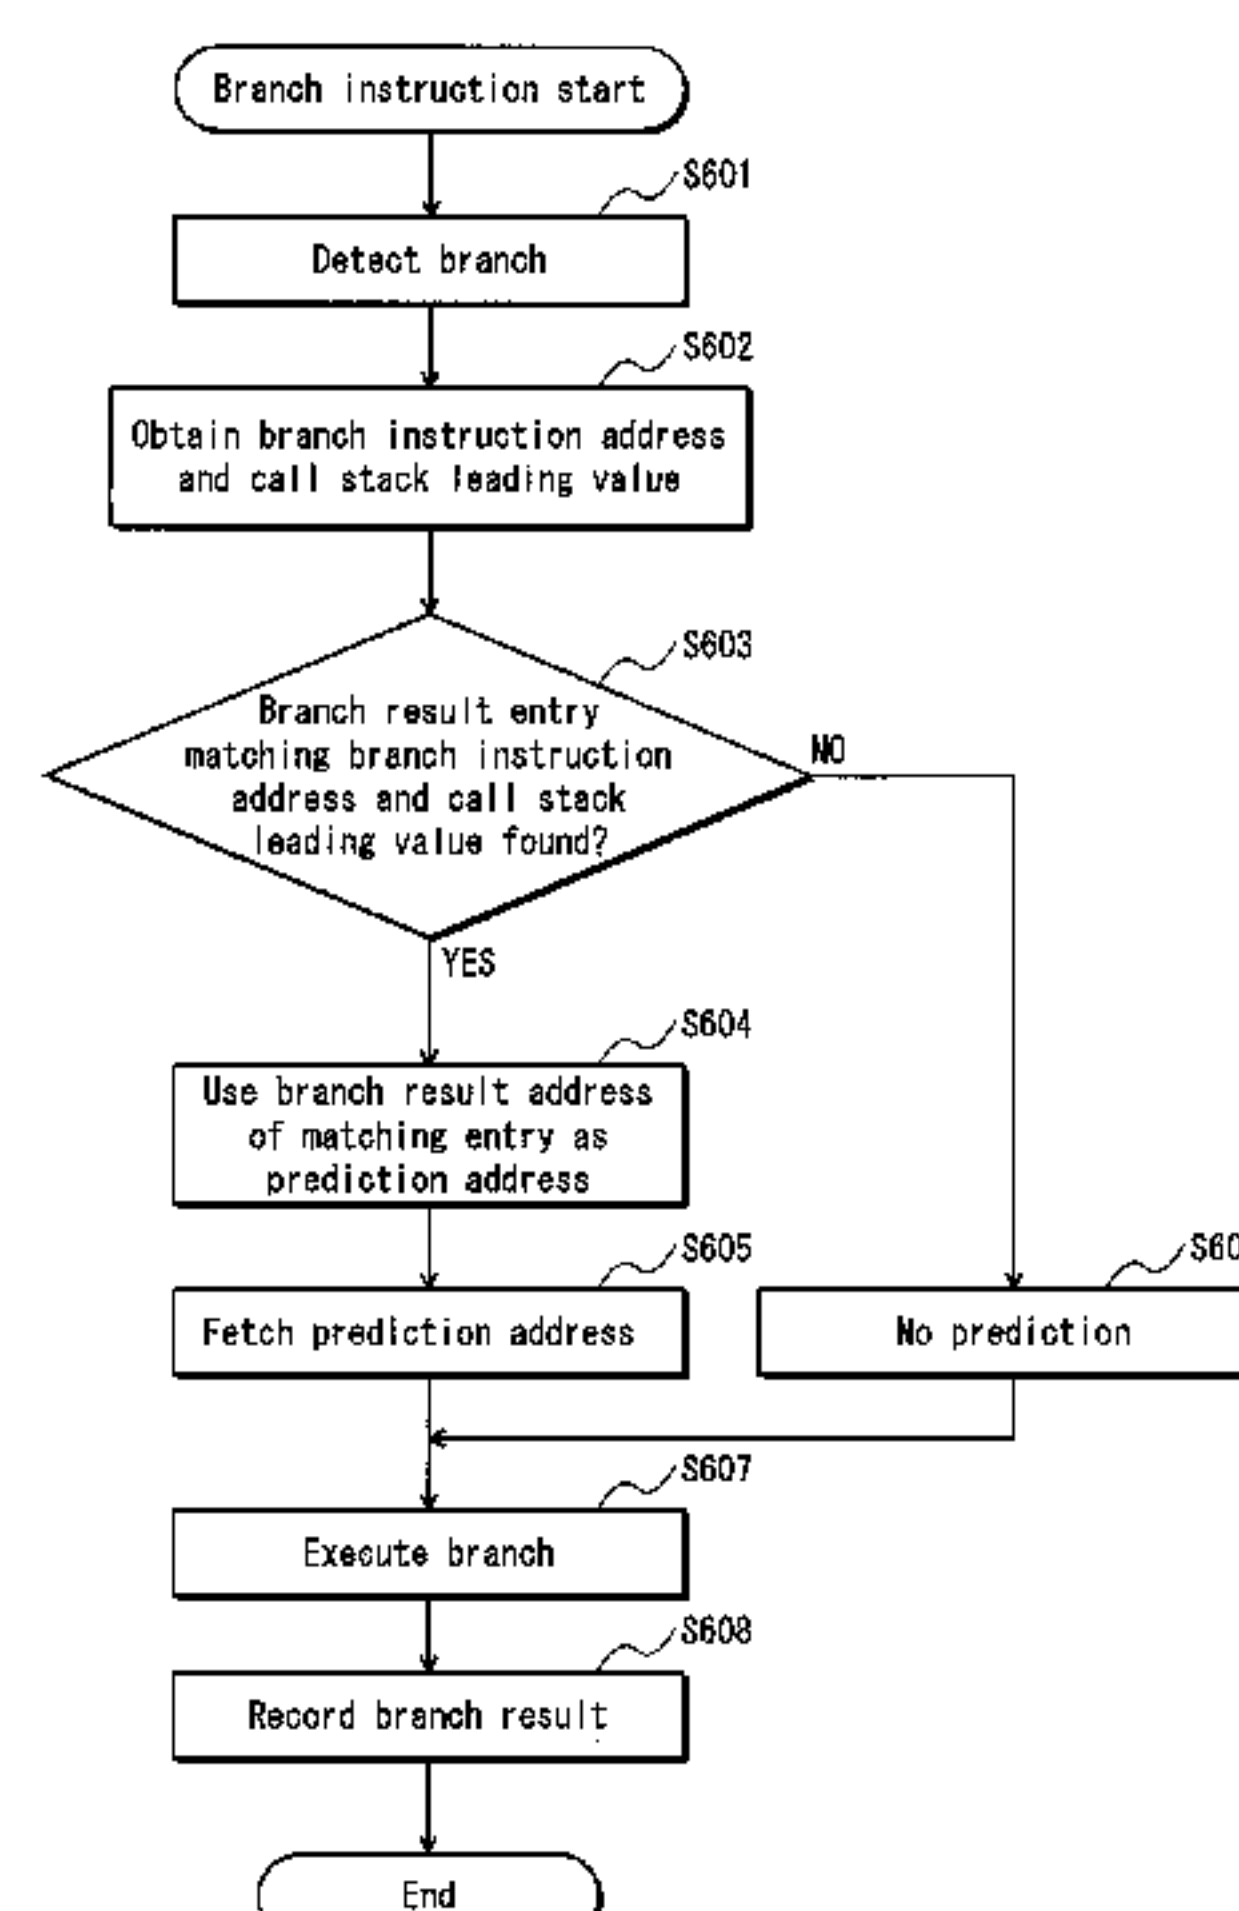 Branch instruction start
S601
Detect branch
S602
Obtain branch instruction address
and call stack leading value
S603
Branch result entry
matching branch instruction
address and call stack
leading value found?
NO
YES
S604
Use branch result address
of matching entry as
prediction address
S605
Fetch prediction address
No prediction
S607
Execute branch
S608
Record branch result
End